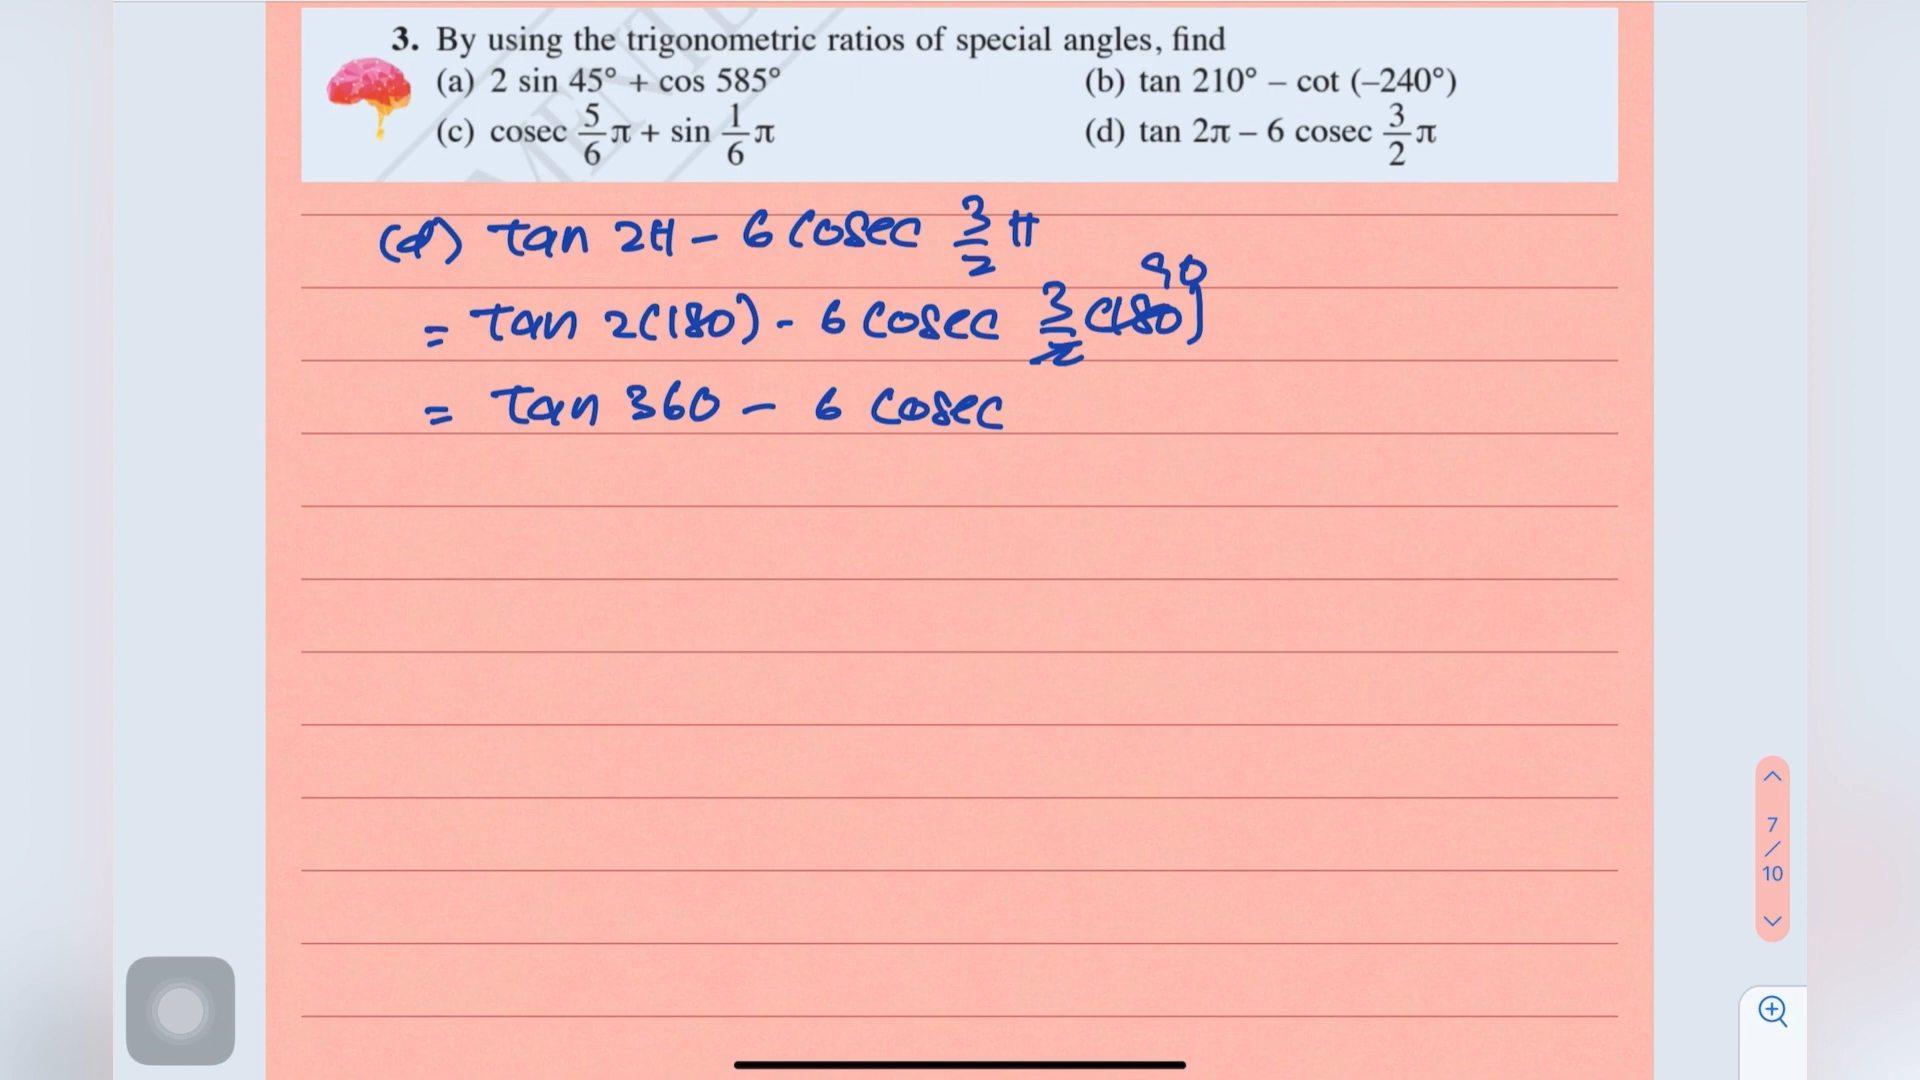 3. By using the trigonometric ratios of special angles, find
(a) 2 sin 45° + cos 585°
(b) tan 210° – cot (–240°)
(c) cosec 5/6 π + sin 1/6 π
(d) tan 2π – 6 cosec 3/2 π
(d) tan 2π – 6 cosec 3/2 π
90
= tan 2(180) - 6 cosec 3/2 (180)
= tan 360 – 6 cosec
7
/
10